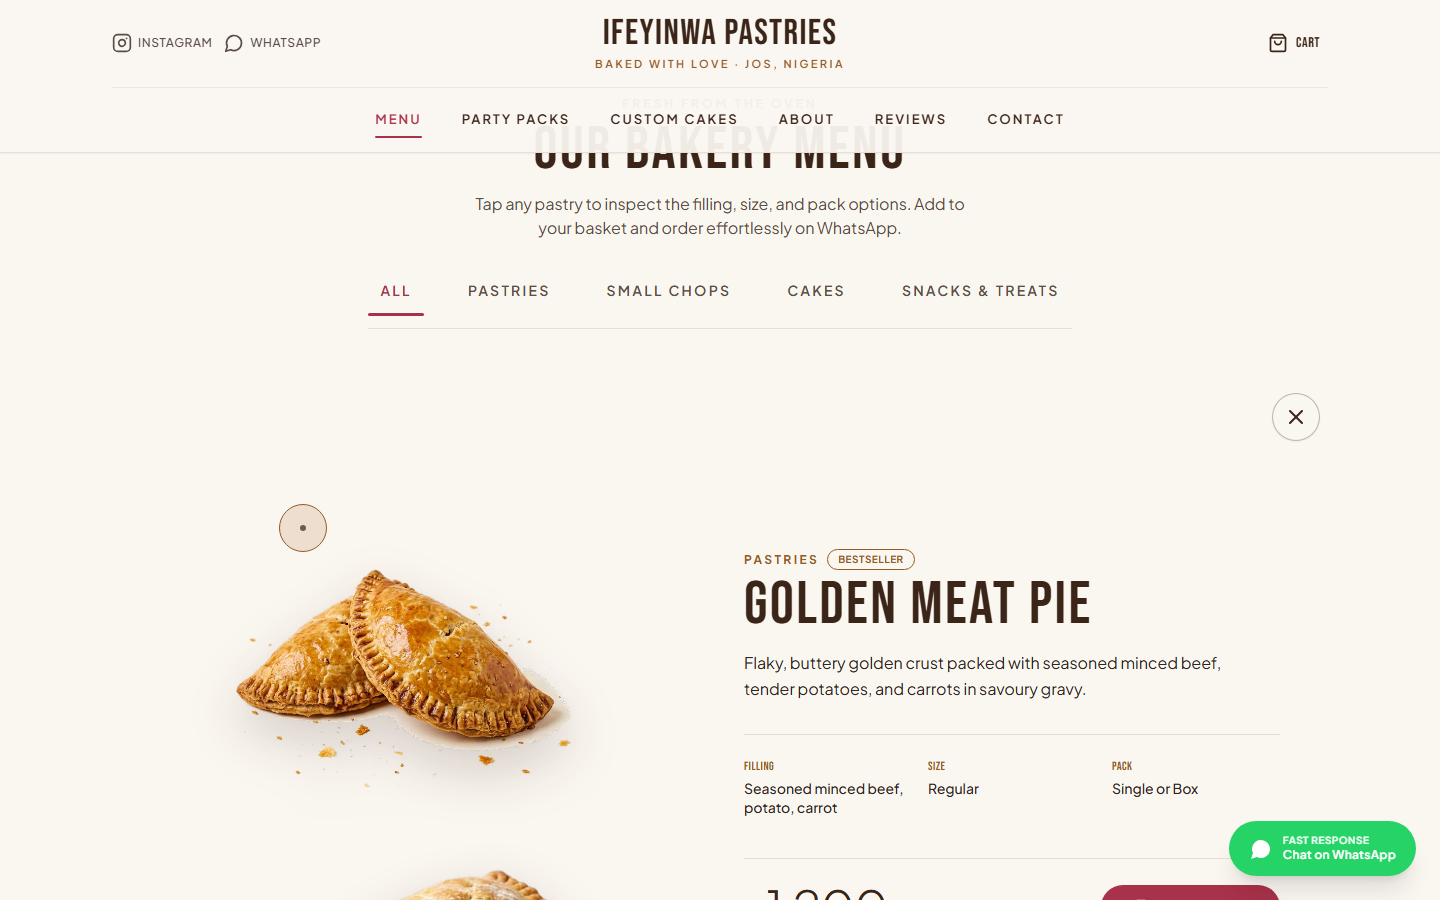 INSTAGRAM
WHATSAPP
IFEYINWA PASTRIES
BAKED WITH LOVE · JOS, NIGERIA
CART
FRESH FROM THE OVEN
MENU
PARTY PACKS
CUSTOM CAKES
ABOUT
REVIEWS
CONTACT
OUR BAKERY MENU
Tap any pastry to inspect the filling, size, and pack options. Add to
your basket and order effortlessly on WhatsApp.
ALL
PASTRIES
SMALL CHOPS
CAKES
SNACKS & TREATS
PASTRIES
BESTSELLER
GOLDEN MEAT PIE
Flaky, buttery golden crust packed with seasoned minced beef,
tender potatoes, and carrots in savoury gravy.
FILLING
Seasoned minced beef,
potato, carrot
SIZE
Regular
PACK
Single or Box
FAST RESPONSE
Chat on WhatsApp